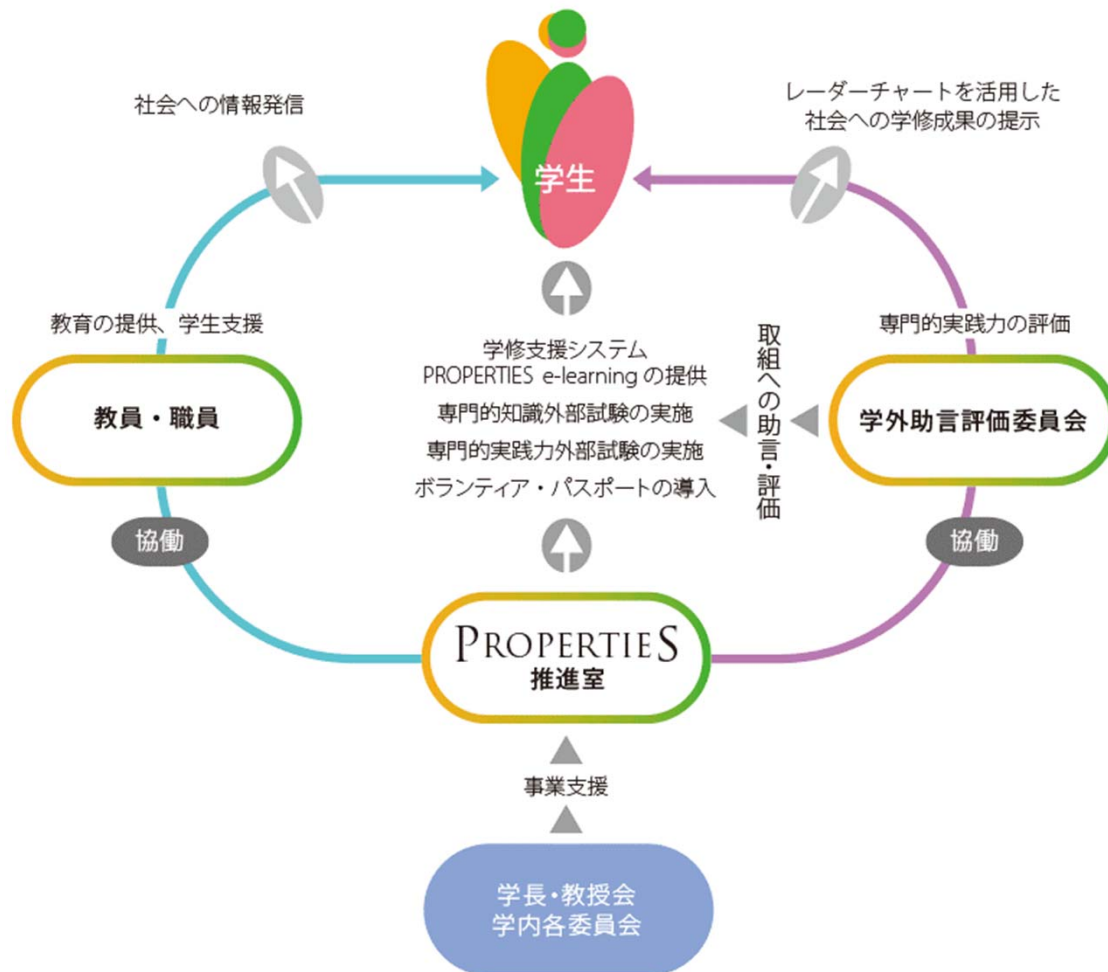 社会への情報発信
レーダーチャートを活用した
社会への学修成果の提示
学生
教育の提供、学生支援
専門的実践力の評価
教員・職員
学修支援システム
PROPERTIES e-learning の提供
専門的知識外部試験の実施
専門的実践力外部試験の実施
ボランティア・パスポートの導入
取組への助言・評価
学外助言評価委員会
協働
協働
PROPERTIES
推進室
事業支援
学長・教授会
学内各委員会